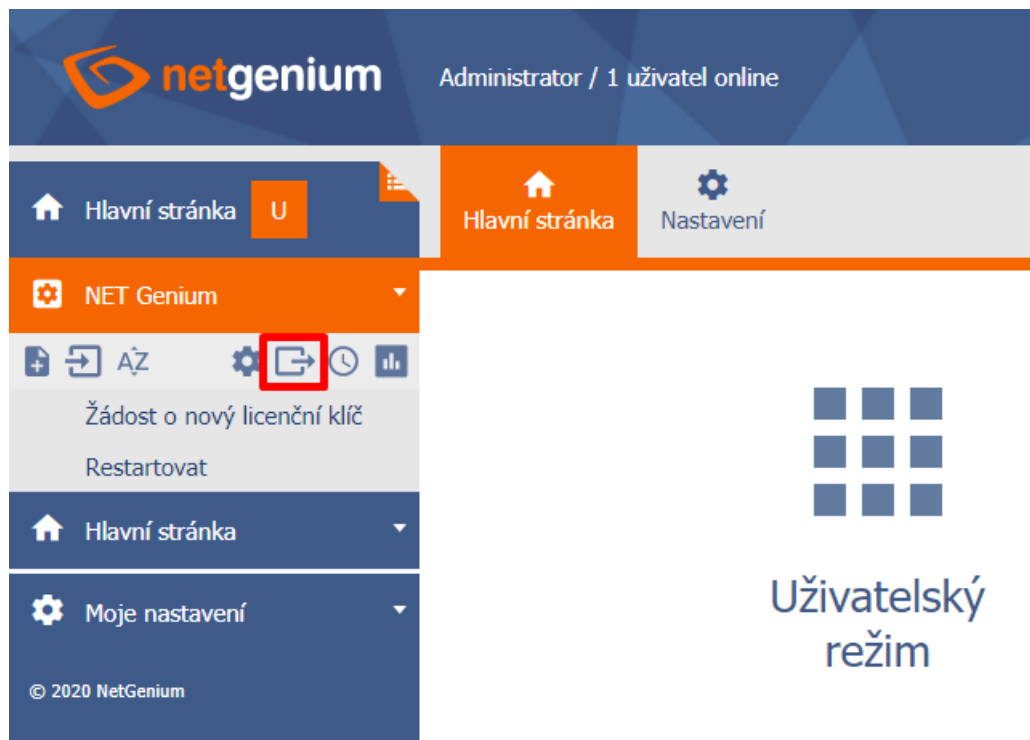 netgenium
Administrator / 1 uživatel online
Hlavní stránka U
Hlavní stránka
Nastavení
NET Genium
AZ
Žádost o nový licenční klíč
Restartovat
Hlavní stránka
Moje nastavení
© 2020 NetGenium
Uživatelský
režim